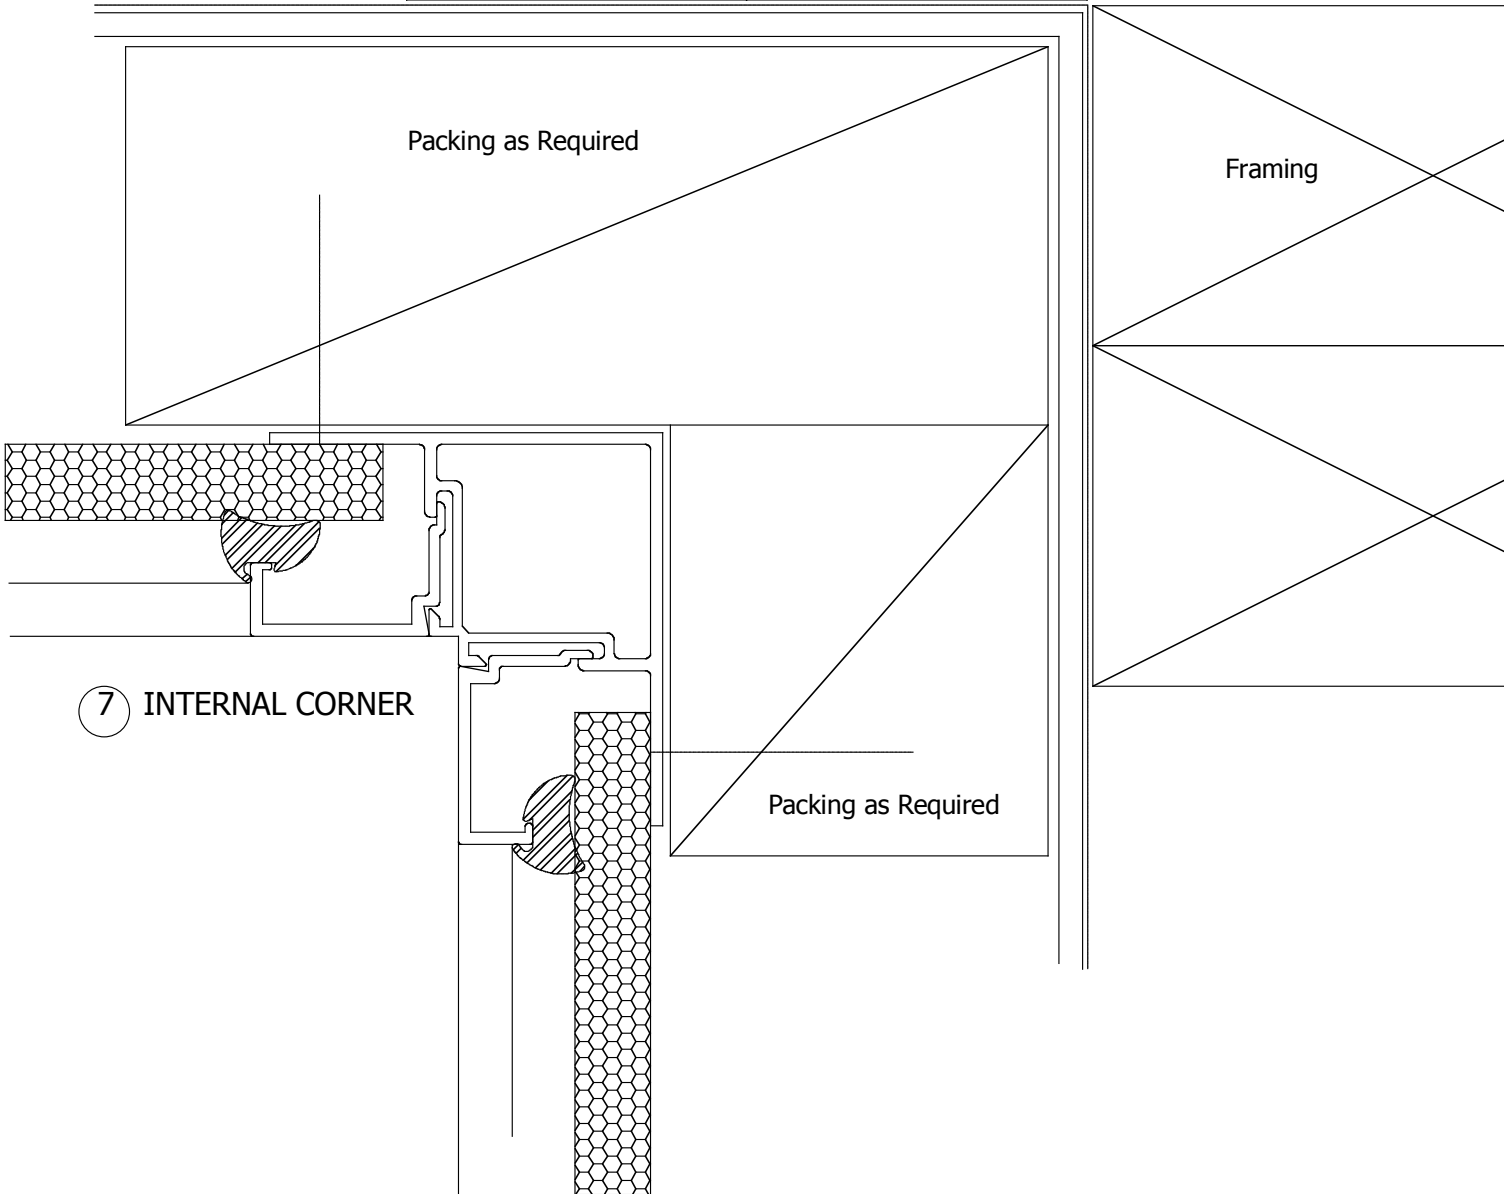 Packing as Required
Framing
7 INTERNAL CORNER
Packing as Required